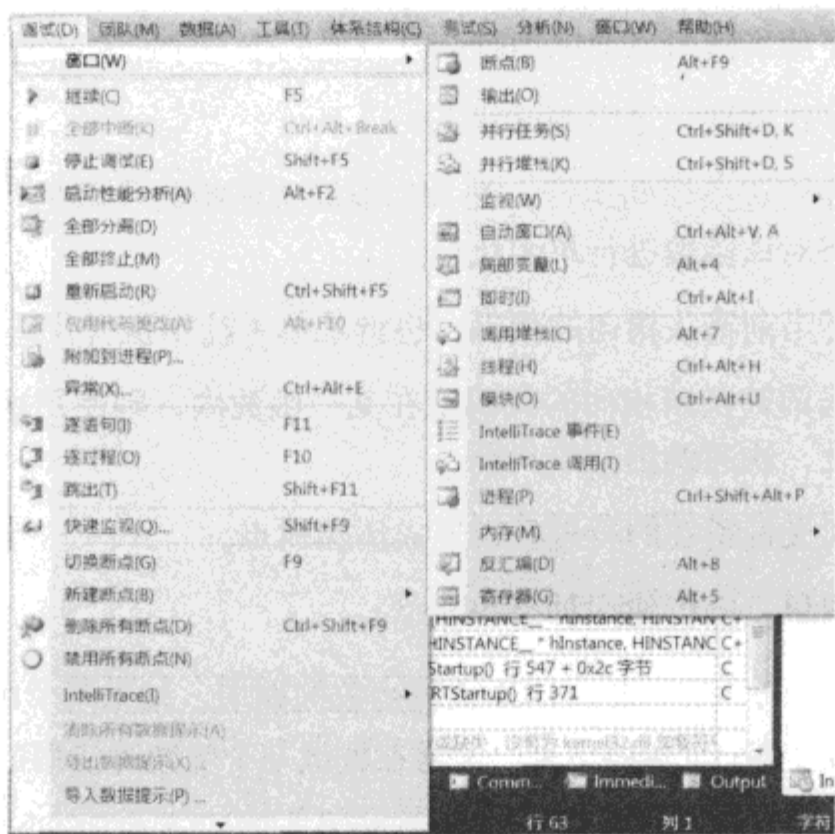 调试(D) 团队(M) 数据(A) 工具(T) 体系结构(C) 测试(S) 分析(N) 窗口(W) 帮助(H)
窗口(W)
继续(C) F5
全部中断(K) Ctrl+Alt+Break
停止调试(E) Shift+F5
启动性能分析(A) Alt+F2
全部分离(D)
全部终止(M)
重新启动(R) Ctrl+Shift+F5
应用代码更改(A) Alt+F10
附加到进程(P)...
异常(X)... Ctrl+Alt+E
逐语句(I) F11
逐过程(O) F10
跳出(T) Shift+F11
快速监视(Q)... Shift+F9
切换断点(G) F9
新建断点(B)
删除所有断点(D) Ctrl+Shift+F9
禁用所有断点(N)
IntelliTrace(I)
清除所有数据提示(A)
导出数据提示(X) ...
导入数据提示(P) ...
断点(B) Alt+F9
输出(O)
并行任务(S) Ctrl+Shift+D, K
并行堆栈(K) Ctrl+Shift+D, S
监视(W)
自动窗口(A) Ctrl+Alt+V, A
局部变量(L) Alt+4
即时(I) Ctrl+Alt+I
调用堆栈(C) Alt+7
线程(H) Ctrl+Alt+H
模块(O) Ctrl+Alt+U
IntelliTrace 事件(E)
IntelliTrace 调用(T)
进程(P) Ctrl+Shift+Alt+P
内存(M)
反汇编(D) Alt+8
寄存器(G) Alt+5
(HINSTANCE__ * hInstance, HINSTAN C+
HINSTANCE__ * hInstance, HINSTANC C+
Startup() 行 547 + 0x2c 字节 C
RTStartup() 行 371 C
kernel32.dll
Comm... Immedi... Output In
行 63 列 1 字符